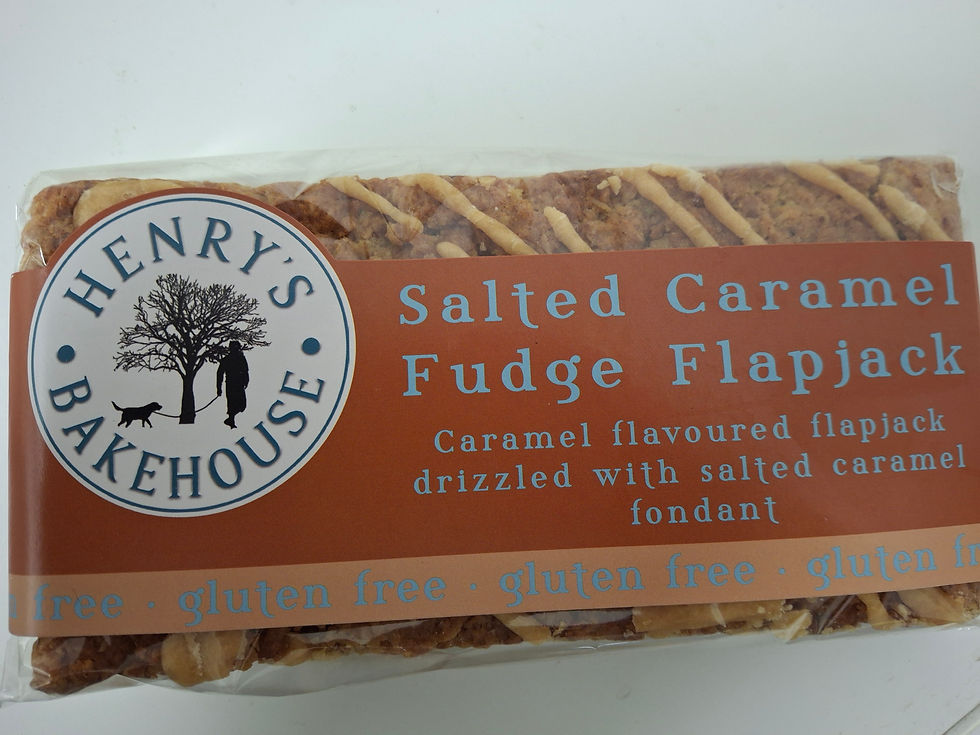 HENRY'S
BAKEHOUSE
Salted Caramel
Fudge Flapjack
Caramel flavoured flapjack
drizzled with salted caramel
fondant
free · gluten free · gluten free · gluten fr